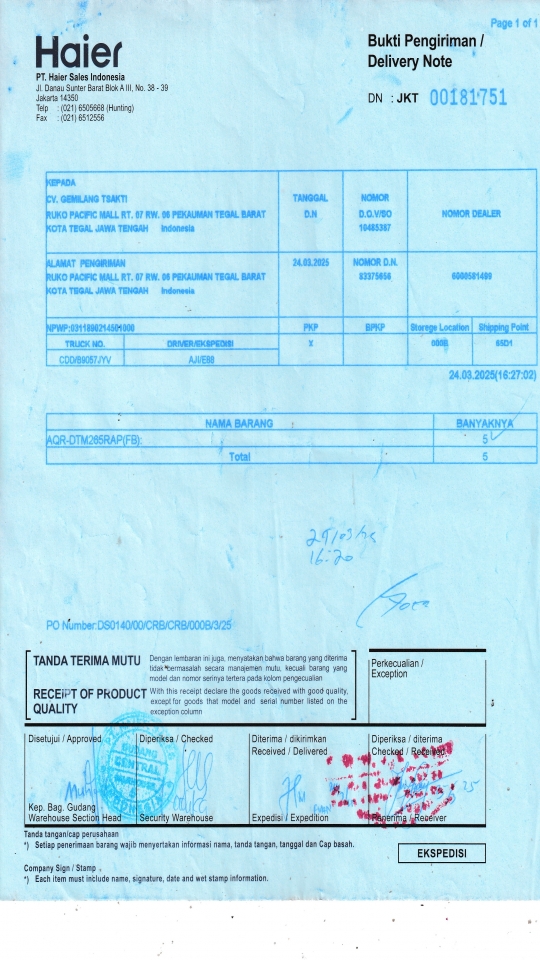 Page 1 of 1
Haier
Bukti Pengiriman /
Delivery Note
PT. Haier Sales Indonesia
Jl. Danau Sunter Barat Blok A III, No. 38 - 39
Jakarta 14350
Telp : (021) 6505668 (Hunting)
Fax : (021) 6512556
DN : JKT 00181751
KEPADA
CV. GEMILANG TSAKTI
RUKO PACIFIC MALL RT. 07 RW. 06 PEKAUMAN TEGAL BARAT
KOTA TEGAL JAWA TENGAH Indonesia
TANGGAL
D.N
NOMOR
D.O.V/SO
10485387
NOMOR DEALER
ALAMAT PENGIRIMAN
RUKO PACIFIC MALL RT. 07 RW. 06 PEKAUMAN TEGAL BARAT
KOTA TEGAL JAWA TENGAH Indonesia
24.03.2025
NOMOR D.N.
83375656
6000581499
NPWP:0311890214501000
PKP BPKP Storege Location Shipping Point
TRUCK NO. DRIVER/EKSPEDISI X 000B 65D1
CDD/B9057JYV AJI/E88
24.03.2025(16:27:02)
NAMA BARANG BANYAKNYA
AQR-DTM285RAP(FB): 5
Total 5
16:20
PO Number:DS0140/00/CRB/CRB/000B/3/25
TANDA TERIMA MUTU
Dengan lembaran ini juga, menyatakan bahwa barang yang diterima
tidak bermasalah secara manajemen mutu, kecuali barang yang
model dan nomor serinya tertera pada kolom pengecualian
RECEIPT OF PRODUCT
QUALITY
With this receipt declare the goods received with good quality,
except for goods that model and serial number listed on the
exception column
Perkecualian /
Exception
Disetujui / Approved
Diperiksa / Checked
Diterima / dikirimkan
Received / Delivered
Diperiksa / diterima
Checked / Received
GUDANG
CENTRAL
Kep. Bag. Gudang
Warehouse Section Head
Security Warehouse
Expedisi / Expedition
Penerima / Receiver
Tanda tangan/cap perusahaan
*) Setiap penerimaan barang wajib menyertakan informasi nama, tanda tangan, tanggal dan Cap basah.
EKSPEDISI
Company Sign / Stamp
*) Each item must include name, signature, date and wet stamp information.